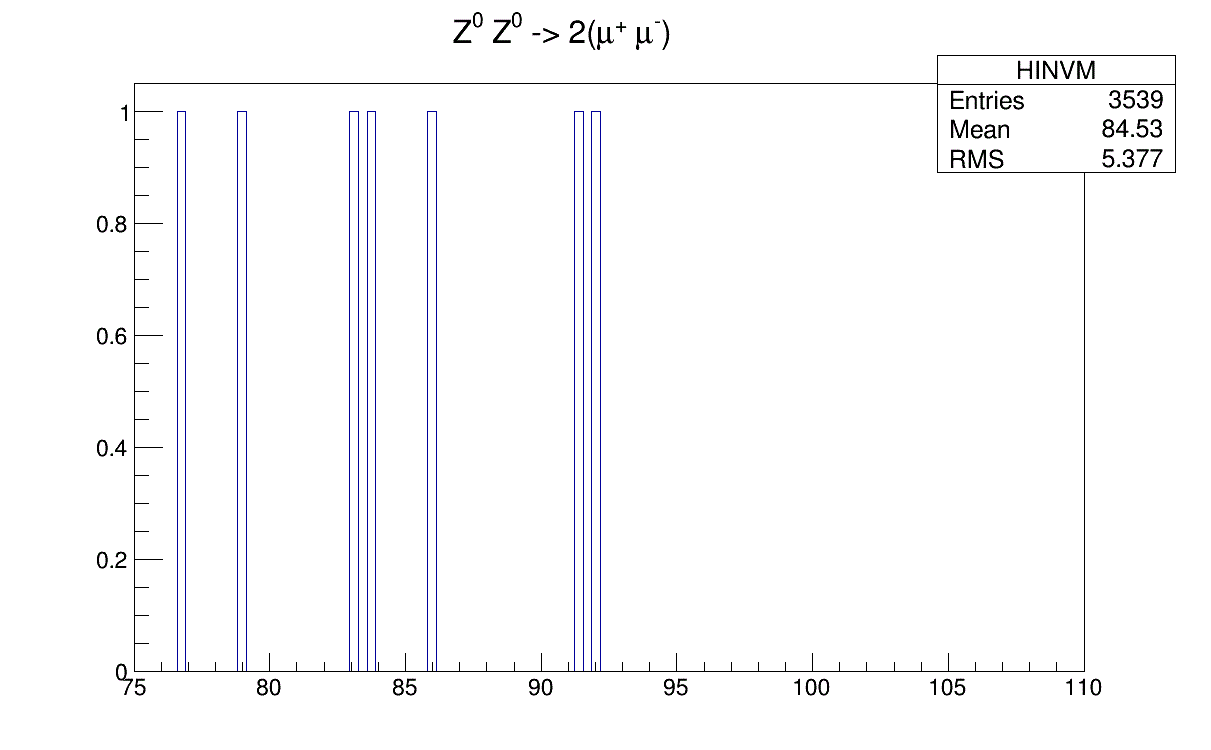 Z⁰ Z⁰ -> 2(μ⁺ μ⁻)
HINVM
Entries 3539
Mean 84.53
RMS 5.377
1
0.8
0.6
0.4
0.2
0
75 80 85 90 95 100 105 110